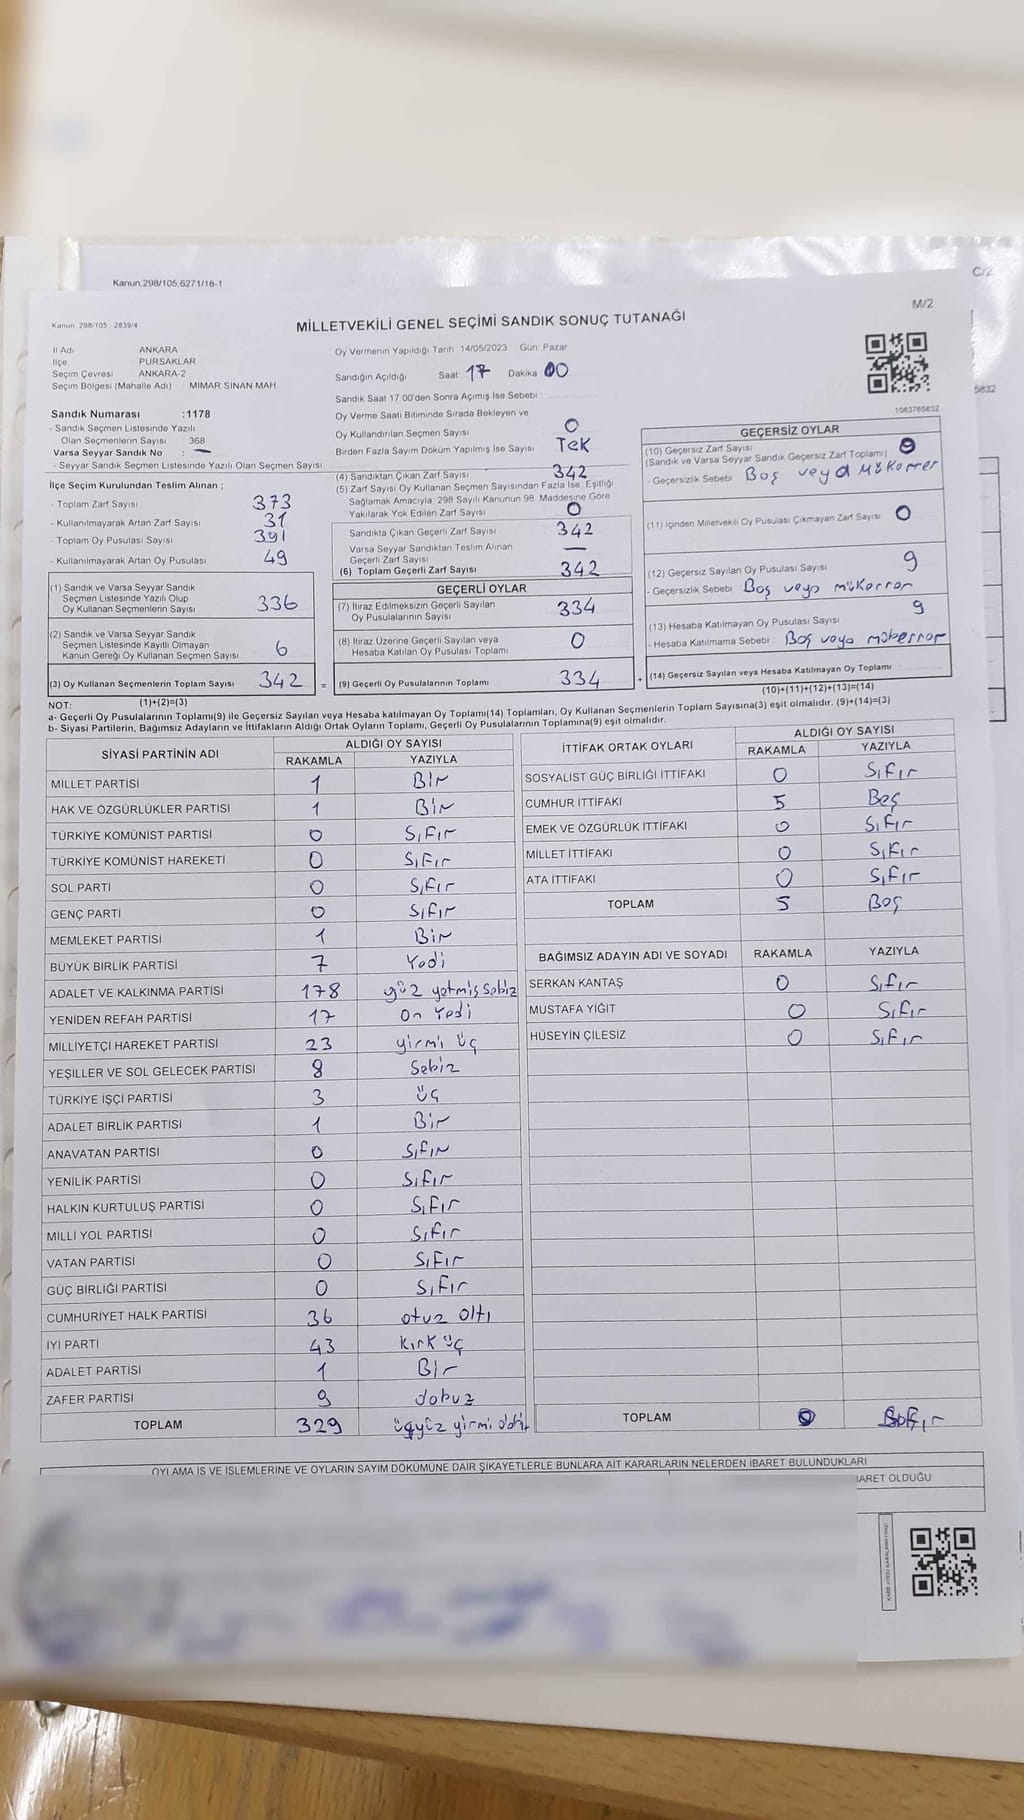 Kanun.298/105,6271/18-1
C/2
Kanun 298/105 2839/4
MİLLETVEKİLİ GENEL SEÇİMİ SANDIK SONUÇ TUTANAĞI
M/2
İl Adı ANKARA
İlçe PURSAKLAR
Seçim Çevresi ANKARA-2
Seçim Bölgesi (Mahalle Adı) : MİMAR SİNAN MAH
Sandık Numarası :1178
- Sandık Seçmen Listesinde Yazılı
Olan Seçmenlerin Sayısı 368
Varsa Seyyar Sandık No : —
- Seyyar Sandık Seçmen Listesinde Yazılı Olan Seçmen Sayısı
İlçe Seçim Kurulundan Teslim Alınan ;
- Toplam Zarf Sayısı 373
- Kullanılmayarak Artan Zarf Sayısı 31
- Toplam Oy Pusulası Sayısı 391
- Kullanılmayarak Artan Oy Pusulası 49
(1) Sandık ve Varsa Seyyar Sandık
Seçmen Listesinde Yazılı Olup
Oy Kullanan Seçmenlerin Sayısı 336
(2) Sandık ve Varsa Seyyar Sandık
Seçmen Listesinde Kayıtlı Olmayan
Kanun Gereği Oy Kullanan Seçmen Sayısı 6
(3) Oy Kullanan Seçmenlerin Toplam Sayısı 342 =
(1)+(2)=(3)
Oy Vermenin Yapıldığı Tarih :14/05/2023 Gün: Pazar
Sandığın Açıldığı Saat: 17 Dakika 00
Sandık Saat 17:00'den Sonra Açımış İse Sebebi
Oy Verme Saati Bitiminde Sırada Bekleyen ve
Oy Kullandırılan Seçmen Sayısı 0
Birden Fazla Sayım Döküm Yapılmış İse Sayısı TEK
(4) Sandıktan Çıkan Zarf Sayısı 342
(5) Zarf Sayısı Oy Kullanan Seçmen Sayısından Fazla İse, Eşitliği
Sağlamak Amacıyla; 298 Sayılı Kanunun 98. Maddesine Göre
Yakılarak Yok Edilen Zarf Sayısı 0
Sandıkta Çıkan Geçerli Zarf Sayısı 342
Varsa Seyyar Sandıktan Teslim Alınan
Geçerli Zarf Sayısı —
(6) Toplam Geçerli Zarf Sayısı 342
GEÇERLİ OYLAR
(7) İtiraz Edilmeksizin Geçerli Sayılan
Oy Pusulalarının Sayısı 334
(8) İtiraz Üzerine Geçerli Sayılan veya
Hesaba Katılan Oy Pusulası Toplamı 0
(9) Geçerli Oy Pusulalarının Toplamı 334 +
1083765832
5832
GEÇERSİZ OYLAR
(10) Geçersiz Zarf Sayısı
(Sandık ve Varsa Seyyar Sandık Geçersiz Zarf Toplamı)
- Geçersizlik Sebebi Boş veya Mükerrer
(11) İçinden Milletvekili Oy Pusulası Çıkmayan Zarf Sayısı 0
(12) Geçersiz Sayılan Oy Pusulası Sayısı 9
- Geçersizlik Sebebi Boş veya mükerrer
(13) Hesaba Katılmayan Oy Pusulası Sayısı 9
- Hesaba Katılmama Sebebi : Boş veya mükerrer
(14) Geçersiz Sayılan veya Hesaba Katılmayan Oy Toplamı
(10)+(11)+(12)+(13)=(14)
NOT:
a- Geçerli Oy Pusulalarının Toplamı(9) ile Geçersiz Sayılan veya Hesaba katılmayan Oy Toplamı(14) Toplamları, Oy Kullanan Seçmenlerin Toplam Sayısına(3) eşit olmalıdır. (9)+(14)=(3)
b- Siyasi Partilerin, Bağımsız Adayların ve İttifakların Aldığı Ortak Oyların Toplamı, Geçerli Oy Pusulalarının Toplamına(9) eşit olmalıdır.
SİYASİ PARTİNİN ADI ALDIĞI OY SAYISI
RAKAMLA YAZIYLA
MİLLET PARTİSİ 1 Bir
HAK VE ÖZGÜRLÜKLER PARTİSİ 1 Bir
TÜRKİYE KOMÜNİST PARTİSİ 0 Sıfır
TÜRKİYE KOMÜNİST HAREKETİ 0 Sıfır
SOL PARTİ 0 Sıfır
GENÇ PARTİ 0 Sıfır
MEMLEKET PARTİSİ 1 Bir
BÜYÜK BİRLİK PARTİSİ 7 Yedi
ADALET VE KALKINMA PARTİSİ 178 yüz yetmiş sekiz
YENİDEN REFAH PARTİSİ 17 On Yedi
MİLLİYETÇİ HAREKET PARTİSİ 23 yirmi üç
YEŞİLLER VE SOL GELECEK PARTİSİ 8 Sekiz
TÜRKİYE İŞÇİ PARTİSİ 3 üç
ADALET BİRLİK PARTİSİ 1 Bir
ANAVATAN PARTİSİ 0 Sıfır
YENİLİK PARTİSİ 0 Sıfır
HALKIN KURTULUŞ PARTİSİ 0 Sıfır
MİLLİ YOL PARTİSİ 0 Sıfır
VATAN PARTİSİ 0 Sıfır
GÜÇ BİRLİĞİ PARTİSİ 0 Sıfır
CUMHURİYET HALK PARTİSİ 36 otuz altı
İYİ PARTİ 43 Kırk üç
ADALET PARTİSİ 1 Bir
ZAFER PARTİSİ 9 dokuz
TOPLAM 329 üçyüz yirmi dokuz
İTTİFAK ORTAK OYLARI ALDIĞI OY SAYISI
RAKAMLA YAZIYLA
SOSYALİST GÜÇ BİRLİĞİ İTTİFAKI 0 Sıfır
CUMHUR İTTİFAKI 5 Beş
EMEK VE ÖZGÜRLÜK İTTİFAKI 0 Sıfır
MİLLET İTTİFAKI 0 Sıfır
ATA İTTİFAKI 0 Sıfır
TOPLAM 5 Beş
BAĞIMSIZ ADAYIN ADI VE SOYADI RAKAMLA YAZIYLA
SERKAN KANTAŞ 0 Sıfır
MUSTAFA YİĞİT 0 Sıfır
HÜSEYİN ÇİLESİZ 0 Sıfır
TOPLAM 0
OYLAMA İŞ VE İŞLEMLERİNE VE OYLARIN SAYIM DÖKÜMÜNE DAİR ŞİKAYETLERLE BUNLARA AİT KARARLARIN NELERDEN İBARET BULUNDUKLARI
İBARET OLDUĞU